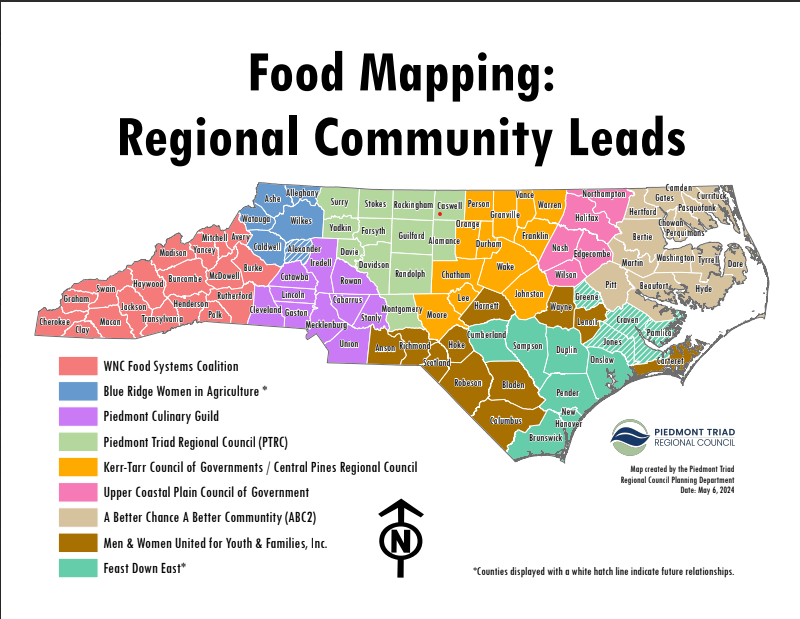 Food Mapping:
Regional Community Leads
Camden
Gates
Currituck
Northampton
Alleghany
Ashe
Vance
Surry
Stokes
Rockingham
Caswell
Person
Warren
Granville
Hertford
Pasquotank
Halifax
Watauga
Wilkes
Chowan
Perquimans
Yadkin
Forsyth
Orange
Guilford
Alamance
Franklin
Bertie
Mitchell
Avery
Caldwell
Alexander
Durham
Nash
Edgecombe
Madison
Yancey
Davie
Iredell
Davidson
Washington
Tyrrell
Dare
Martin
Burke
McDowell
Buncombe
Haywood
Swain
Catawba
Rowan
Randolph
Chatham
Wake
Wilson
Pitt
Beaufort
Hyde
Graham
Jackson
Henderson
Rutherford
Lincoln
Cabarrus
Lee
Johnston
Greene
Cherokee
Clay
Macon
Transylvania
Polk
Cleveland
Gaston
Mecklenburg
Stanly
Montgomery
Moore
Harnett
Wayne
Lenoir
Craven
Pamlico
Union
Anson
Richmond
Hoke
Cumberland
Sampson
Duplin
Jones
Onslow
Carteret
Scotland
Robeson
Bladen
Pender
Columbus
New
Hanover
Brunswick
WNC Food Systems Coalition
Blue Ridge Women in Agriculture *
Piedmont Culinary Guild
Piedmont Triad Regional Council (PTRC)
Kerr-Tarr Council of Governments / Central Pines Regional Council
Upper Coastal Plain Council of Government
A Better Chance A Better Communtity (ABC2)
Men & Women United for Youth & Families, Inc.
Feast Down East*
N
PIEDMONT TRIAD
REGIONAL COUNCIL
Map created by the Piedmont Triad
Regional Council Planning Department
Date: May 6, 2024
*Counties displayed with a white hatch line indicate future relationships.